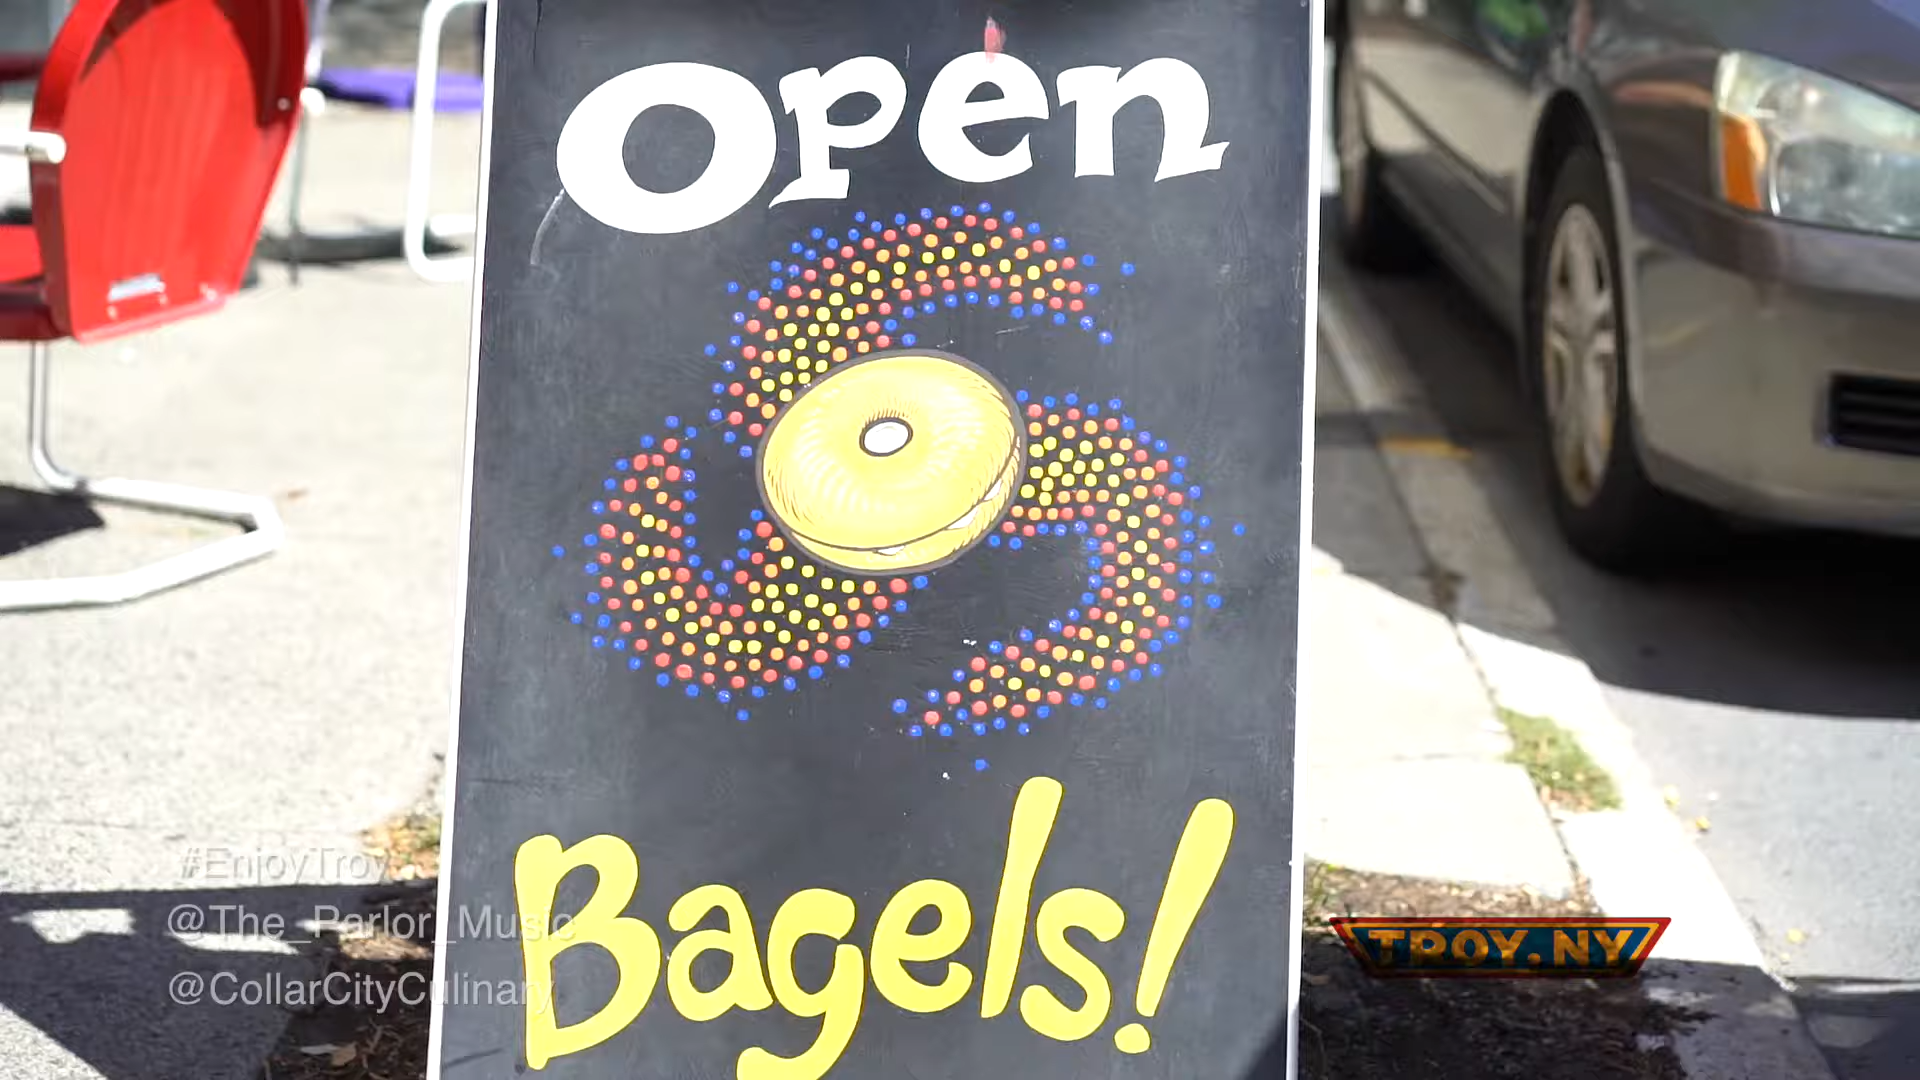 Open
Bagels!
#EnjoyTroy
@The_Parlor_Music
@CollarCityCulinary
TROY.NY